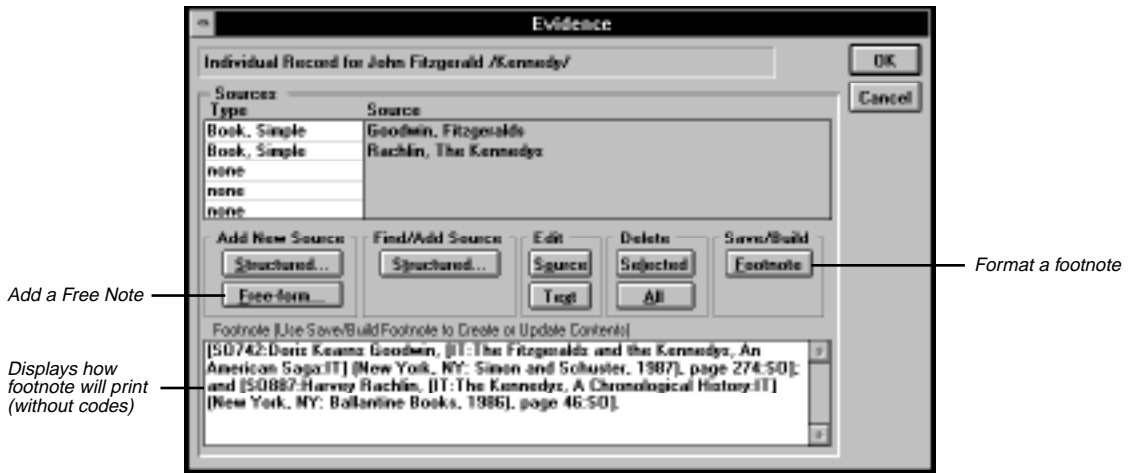 Evidence
Individual Record for John Fitzgerald /Kennedy/
OK
Cancel
Sources
Type Source
Book, Simple Goodwin, Fitzgeralds
Book, Simple Rachlin, The Kennedys
none
none
none
Add New Source Find/Add Source Edit Delete Save/Build
Structured... Structured... Source Selected Footnote
Format a footnote
Free-form... Text All
Add a Free Note
Footnote (Use Save/Build Footnote to Create or Update Contents)
[SO742:Doris Kearns Goodwin, [IT:The Fitzgeralds and the Kennedys, An
American Saga:IT] (New York, NY: Simon and Schuster, 1987), page 274:SO];
and [SO887:Harvey Rachlin, [IT:The Kennedys, A Chronological History:IT]
(New York, NY: Ballantine Books, 1986), page 46:SO].
Displays how
footnote will print
(without codes)